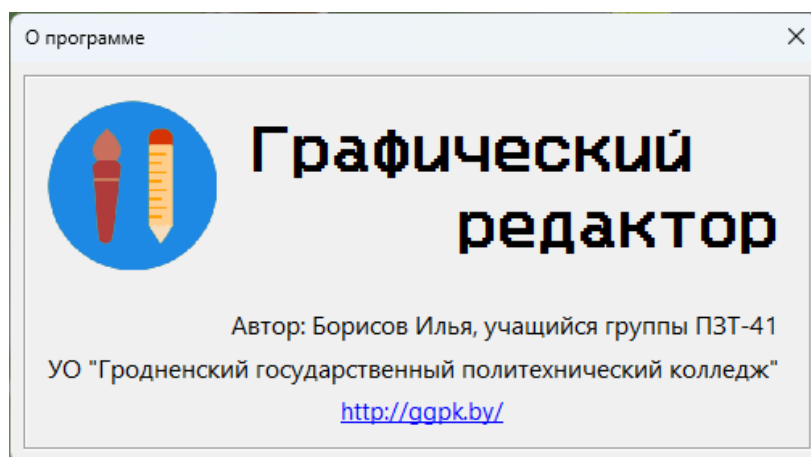 О программе
Графический
редактор
Автор: Борисов Илья, учащийся группы ПЗТ-41
УО "Гродненский государственный политехнический колледж"
http://ggpk.by/